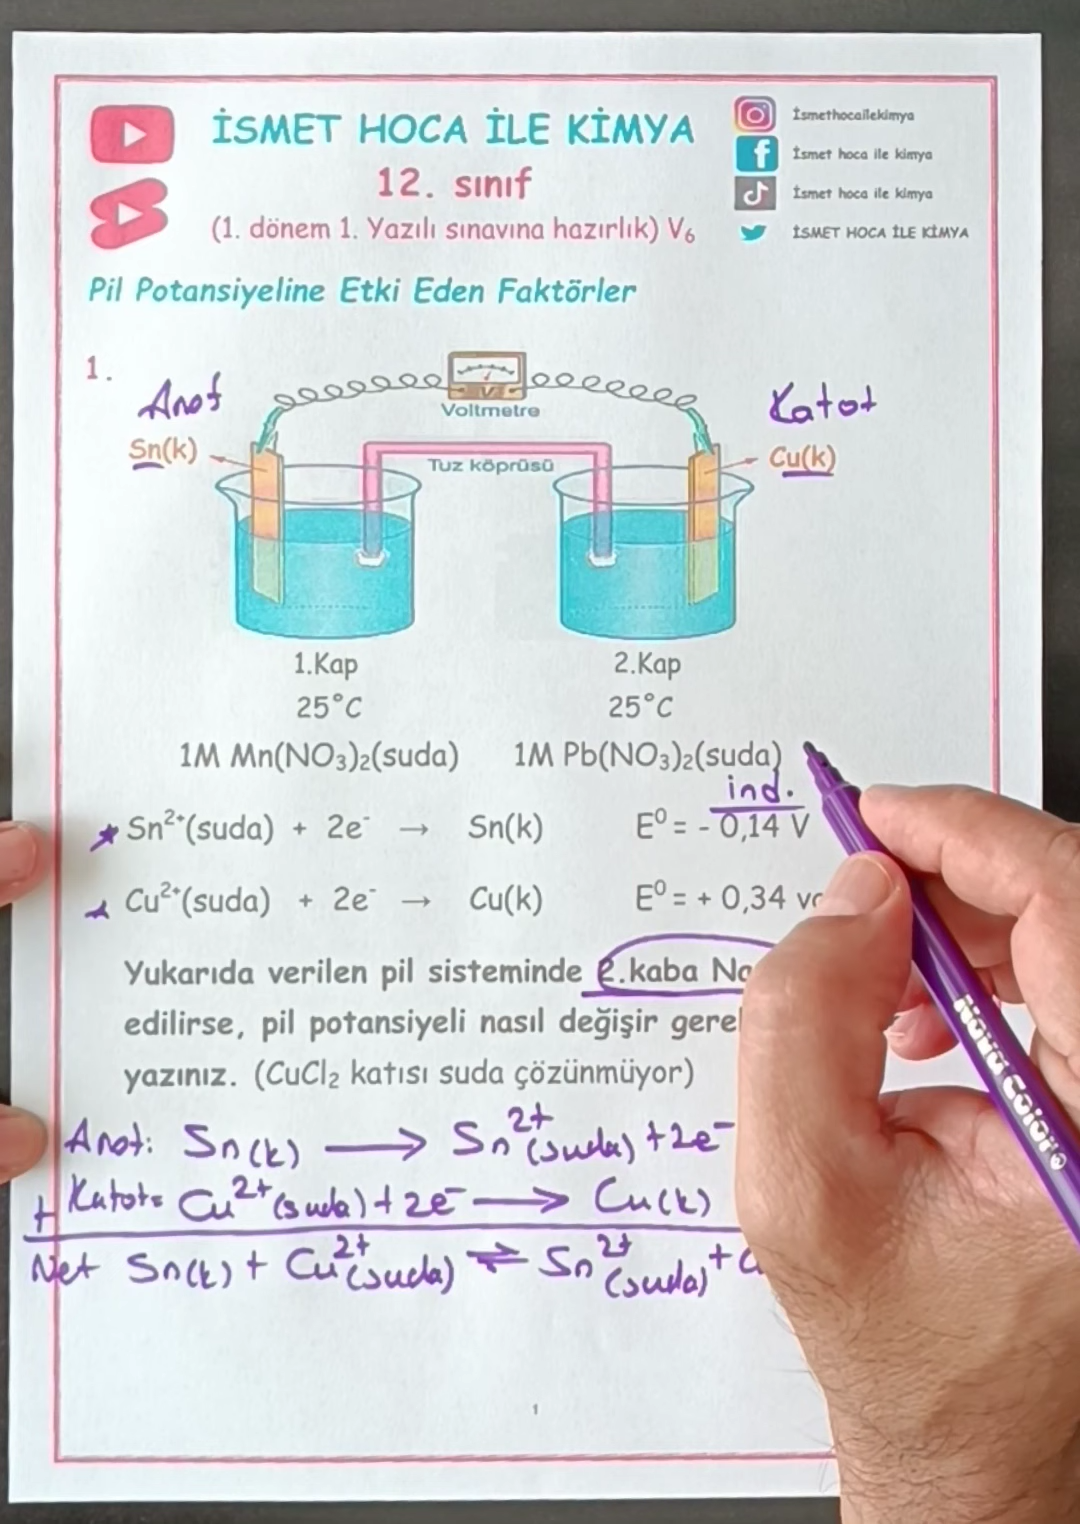 İSMET HOCA İLE KİMYA
12. sınıf
(1. dönem 1. Yazılı sınavına hazırlık) V6
İsmethocailekimya
İsmet hoca ile kimya
İsmet hoca ile kimya
İSMET HOCA İLE KİMYA
Pil Potansiyeline Etki Eden Faktörler
1.
Anot
Katot
V
Voltmetre
Sn(k)
Tuz köprüsü
Cu(k)
1.Kap 2.Kap
25°C 25°C
1M Mn(NO₃)₂(suda) 1M Pb(NO₃)₂(suda)
ind.
Sn²⁺(suda) + 2e⁻ → Sn(k) E⁰ = - 0,14 V
Cu²⁺(suda) + 2e⁻ → Cu(k) E⁰ = + 0,34
Yukarıda verilen pil sisteminde 2.kaba
edilirse, pil potansiyeli nasıl değişir
yazınız. (CuCl₂ katısı suda çözünmüyor)
Anot: Sn(k) ⟶ Sn²⁺(suda) + 2e⁻
+ Katot: Cu²⁺(suda) + 2e⁻ ⟶ Cu(k)
Net Sn(k) + Cu²⁺(suda) ⇌ Sn²⁺(suda) +
1